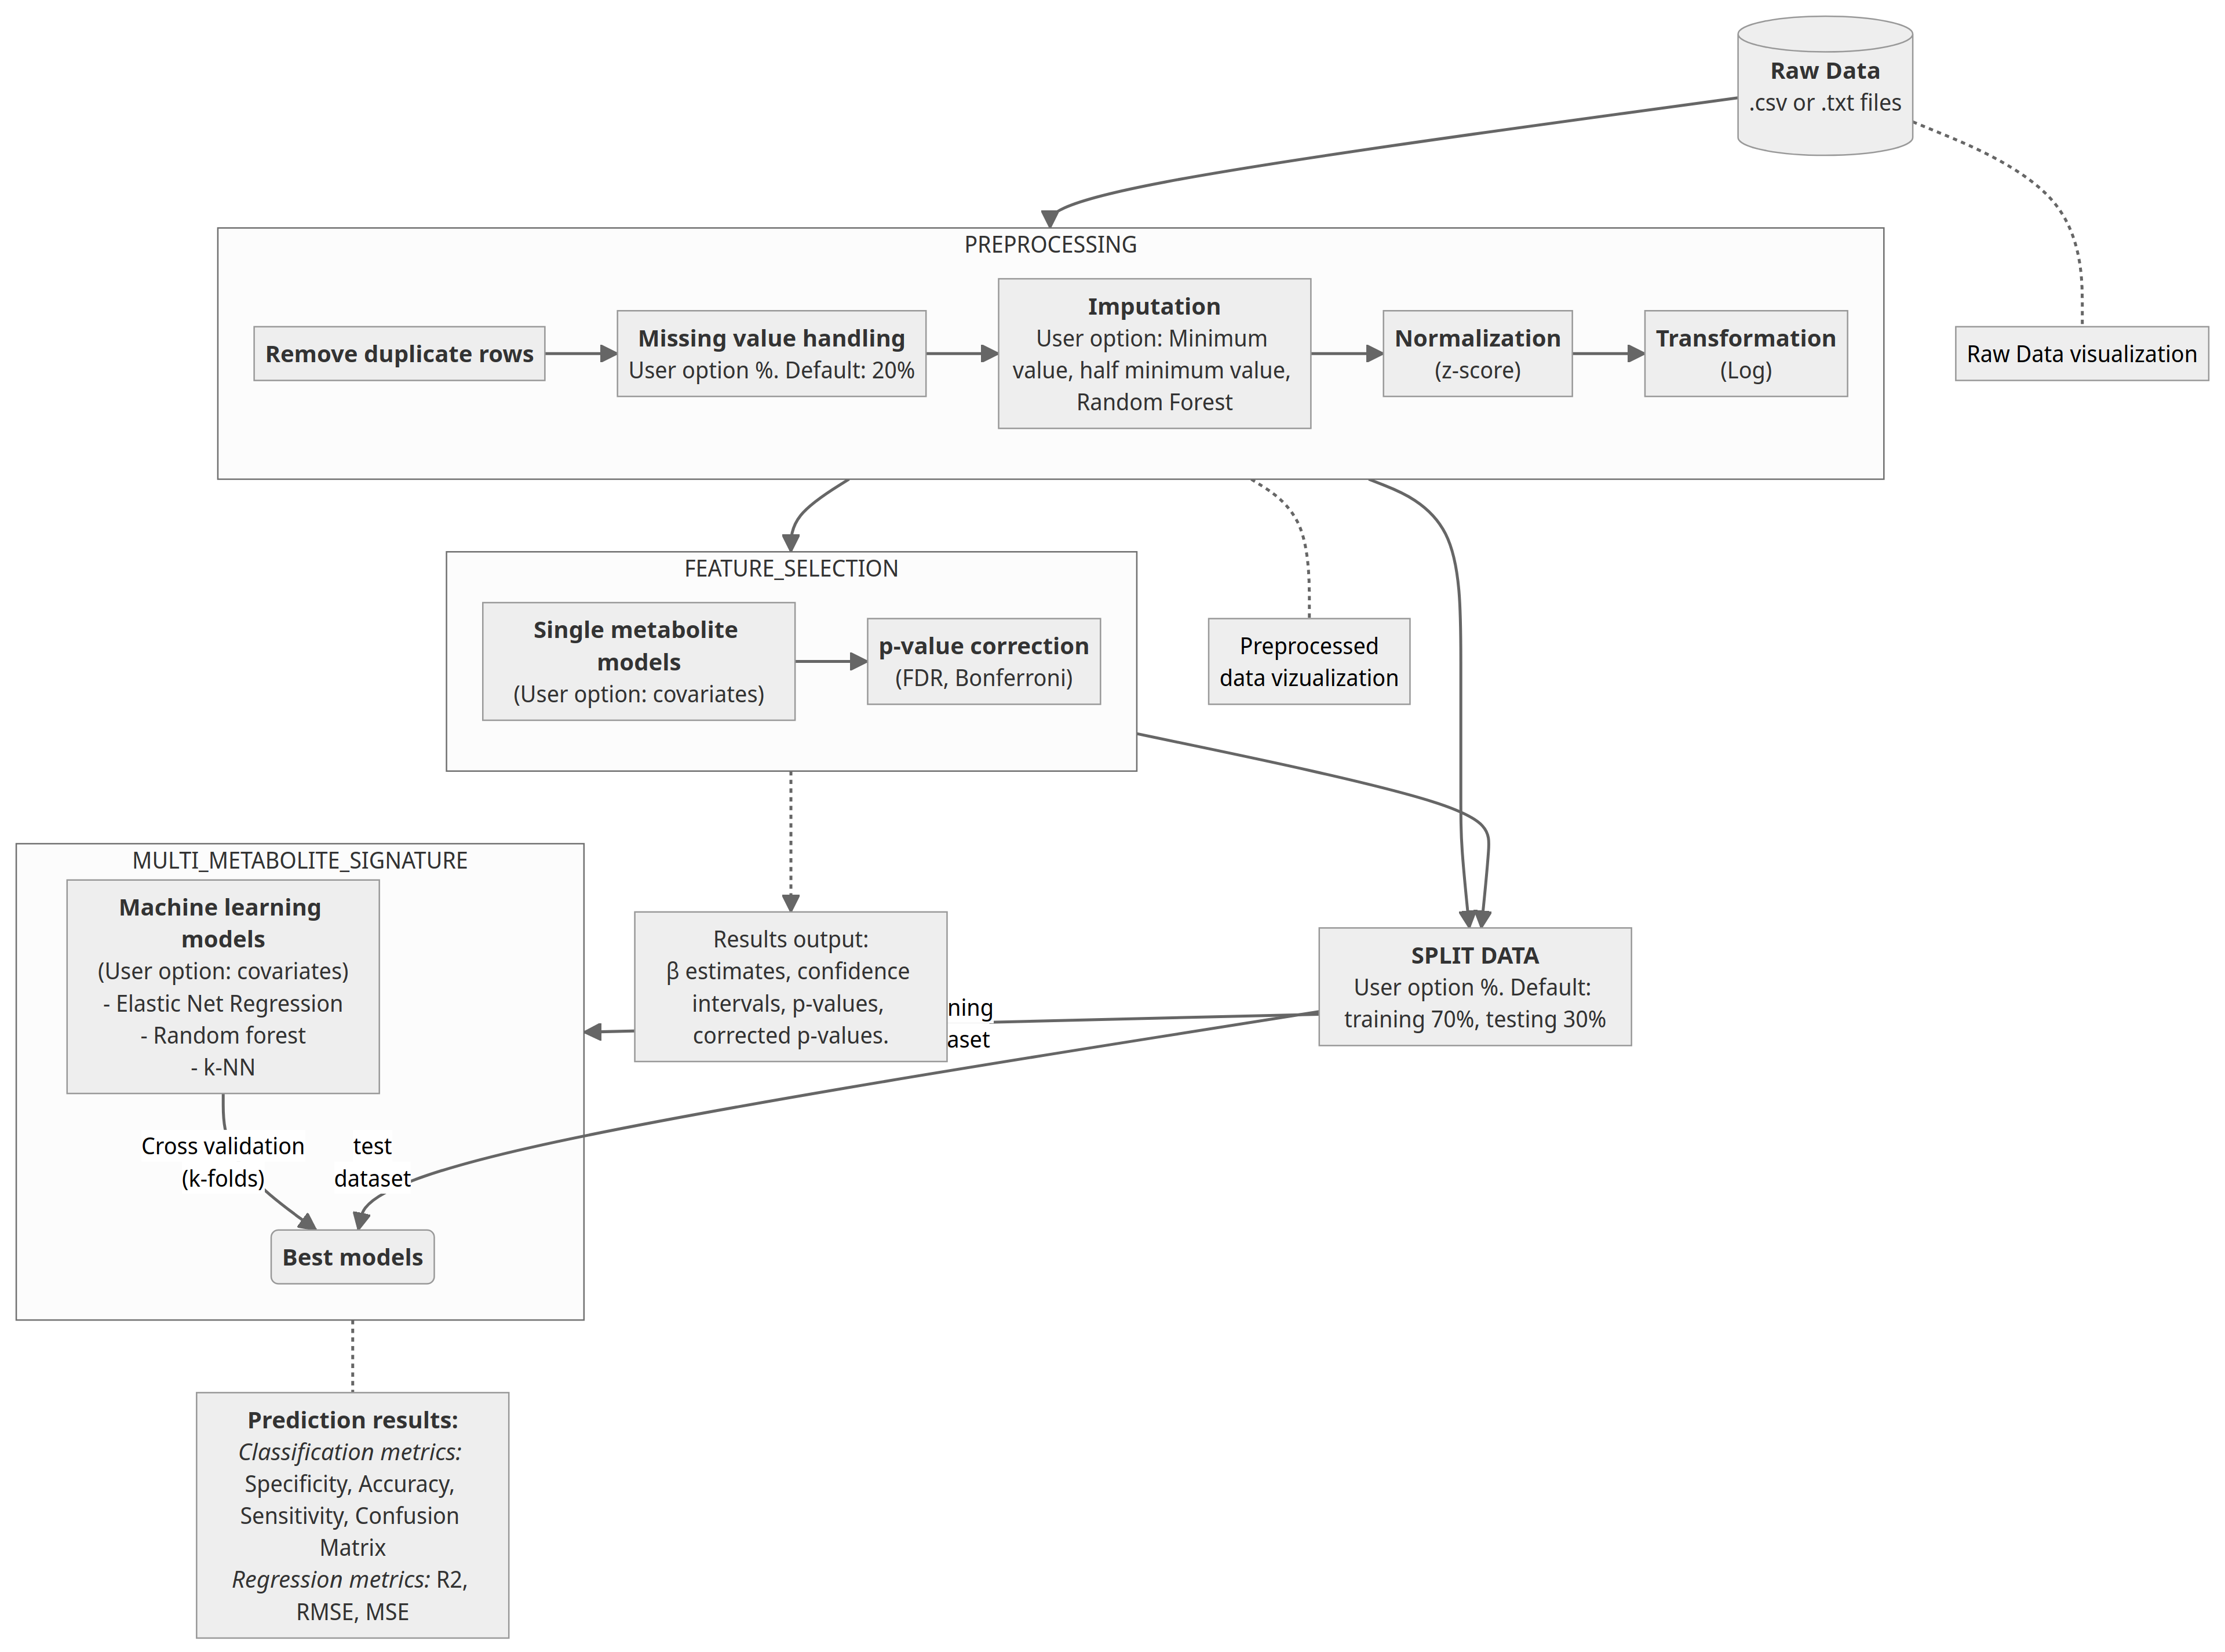 Raw Data
.csv or .txt files
PREPROCESSING
Remove duplicate rows
Missing value handling
User option %. Default: 20%
Imputation
User option: Minimum
value, half minimum value,
Random Forest
Normalization
(z-score)
Transformation
(Log)
Raw Data visualization
FEATURE_SELECTION
Single metabolite
models
(User option: covariates)
p-value correction
(FDR, Bonferroni)
Preprocessed
data vizualization
MULTI_METABOLITE_SIGNATURE
Machine learning
models
(User option: covariates)
- Elastic Net Regression
- Random forest
- k-NN
Results output:
β estimates, confidence
intervals, p-values,
corrected p-values.
ning
aset
SPLIT DATA
User option %. Default:
training 70%, testing 30%
Cross validation
(k-folds)
test
dataset
Best models
Prediction results:
Classification metrics:
Specificity, Accuracy,
Sensitivity, Confusion
Matrix
Regression metrics: R2,
RMSE, MSE